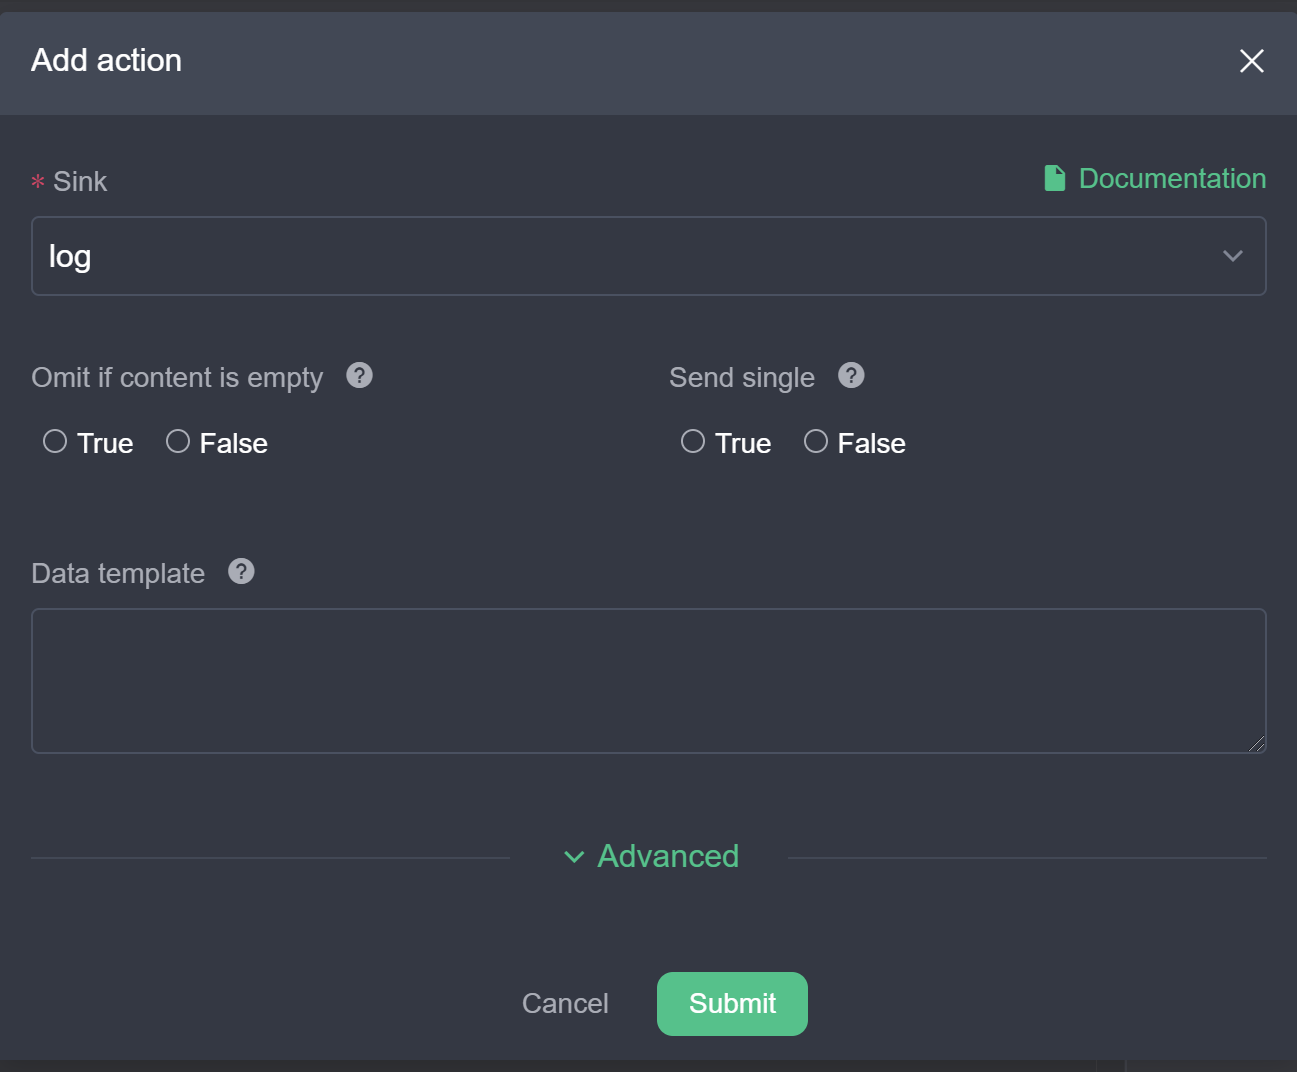 Add action
* Sink
Documentation
log
Omit if content is empty ?
Send single ?
True False
True False
Data template ?
Advanced
Cancel
Submit